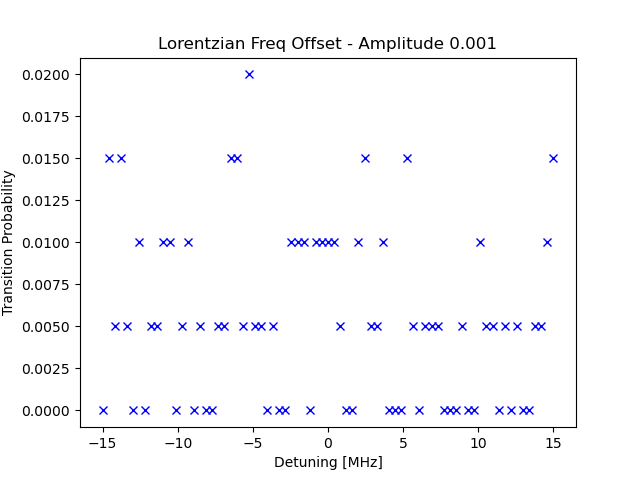 Lorentzian Freq Offset - Amplitude 0.001
Transition Probability
0.0200
0.0175
0.0150
0.0125
0.0100
0.0075
0.0050
0.0025
0.0000
−15 −10 −5 0 5 10 15
Detuning [MHz]